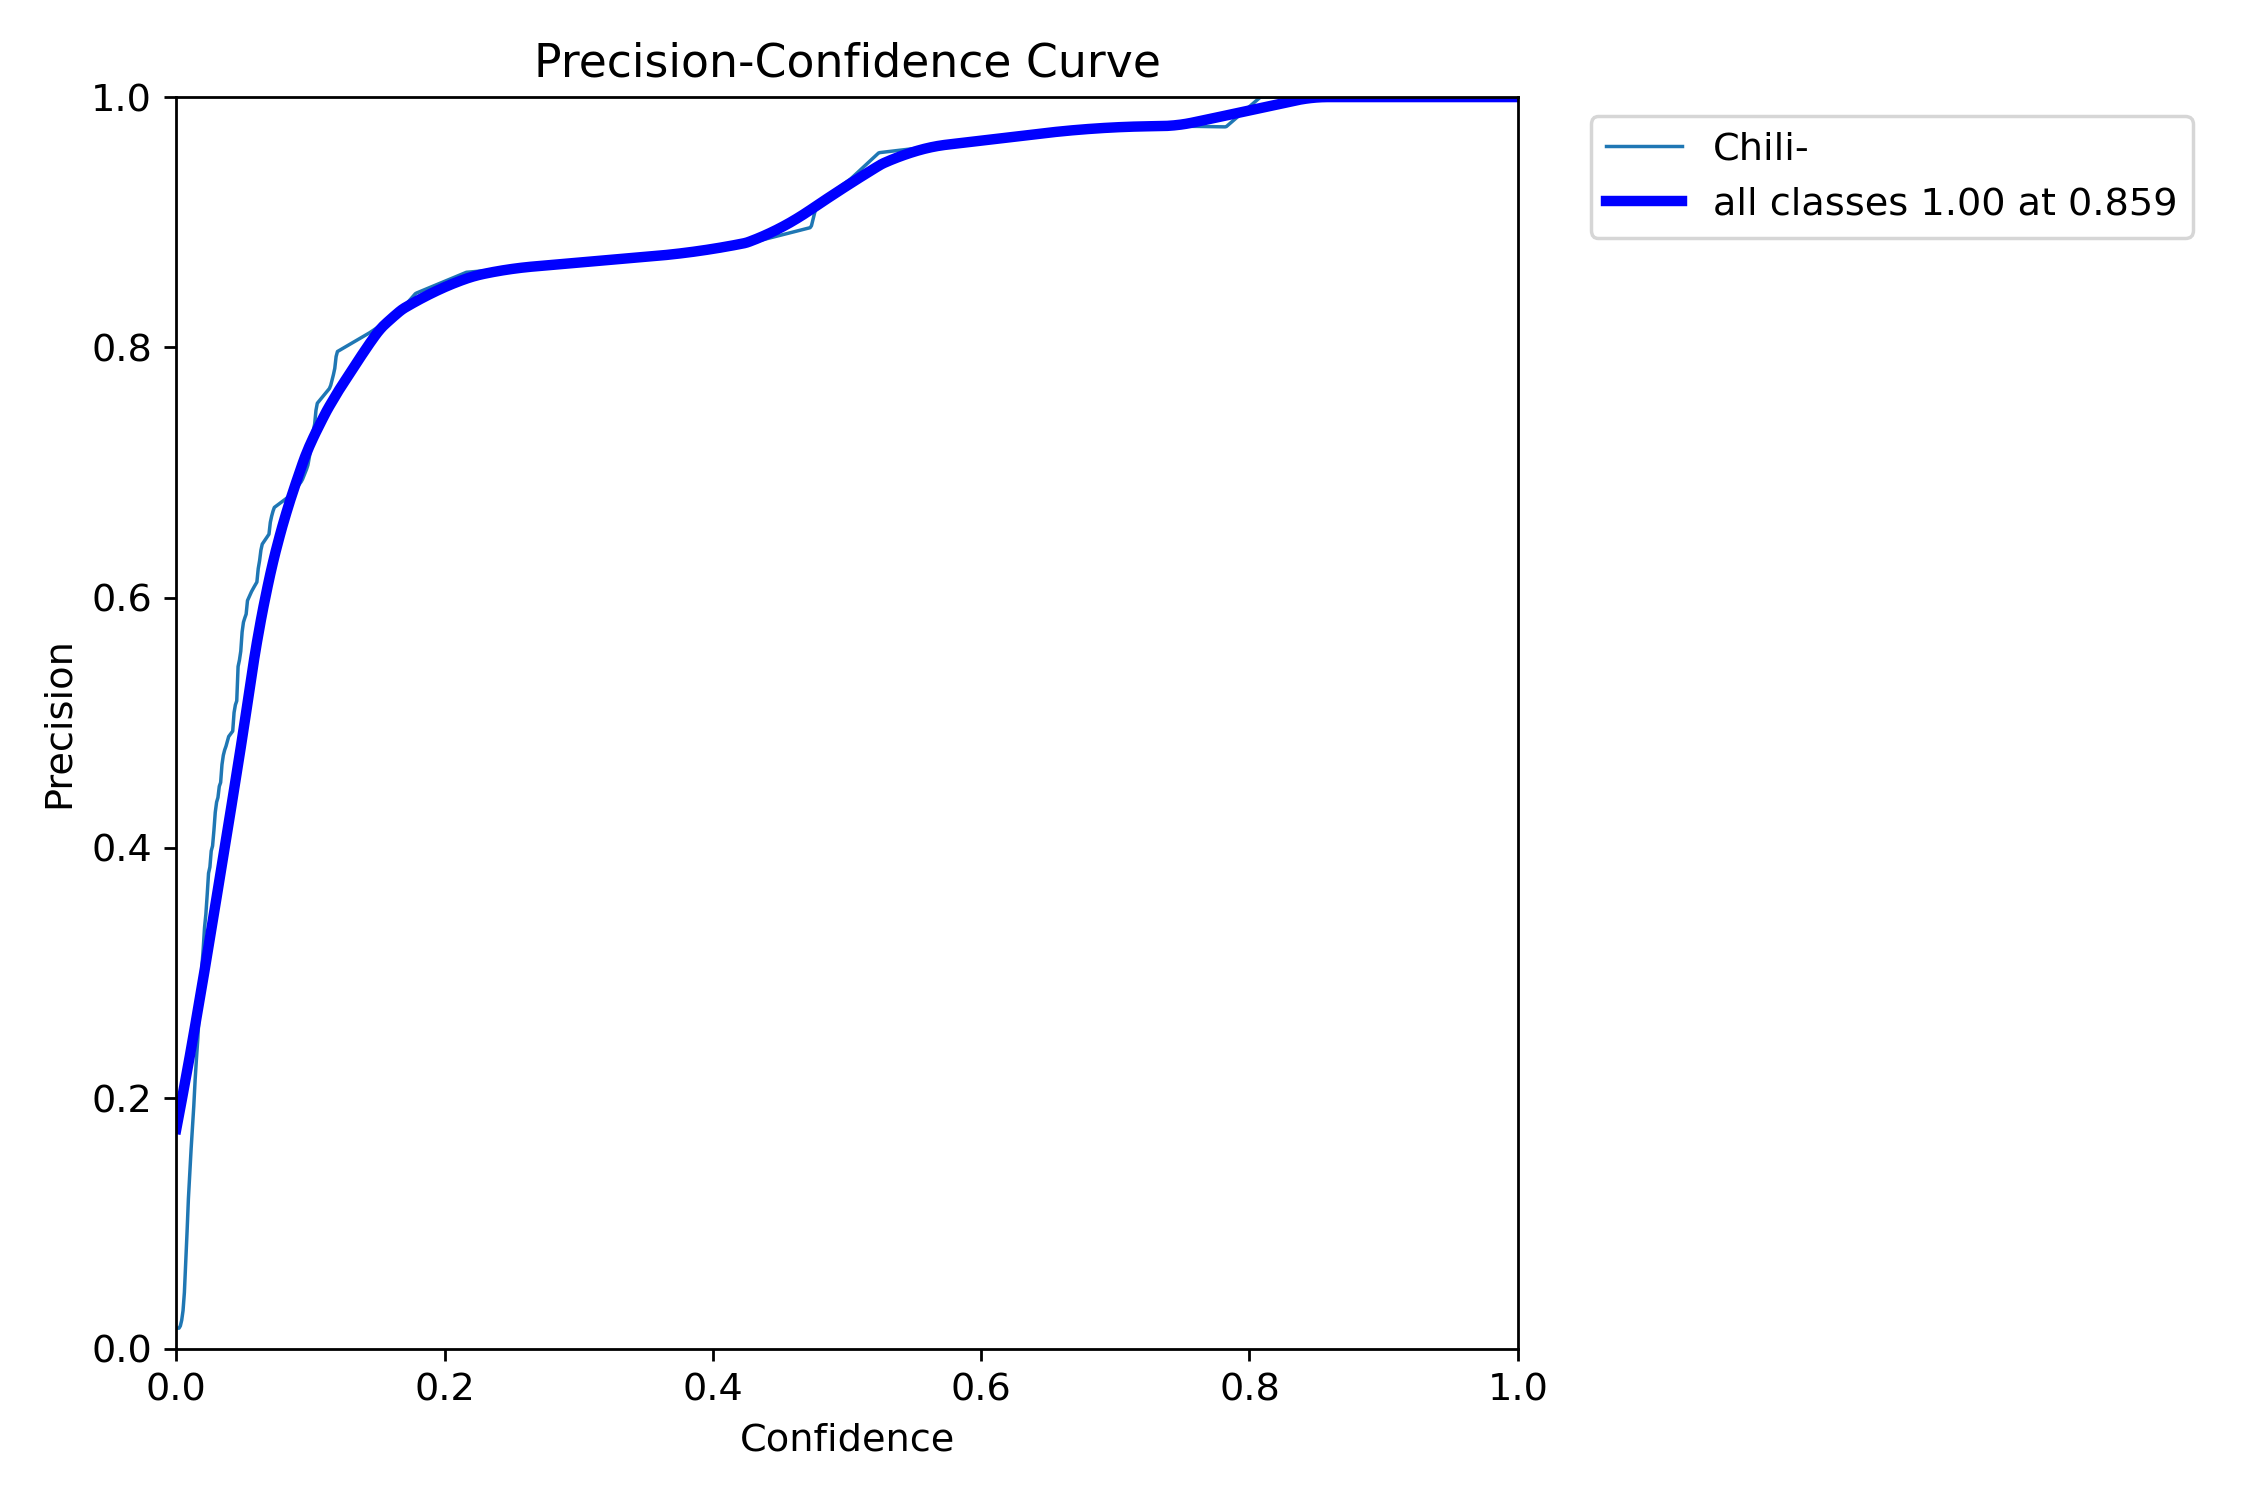 Precision-Confidence Curve
1.0
0.8
0.6
0.4
0.2
0.0
Precision
0.0 0.2 0.4 0.6 0.8 1.0
Confidence
Chili-
all classes 1.00 at 0.859